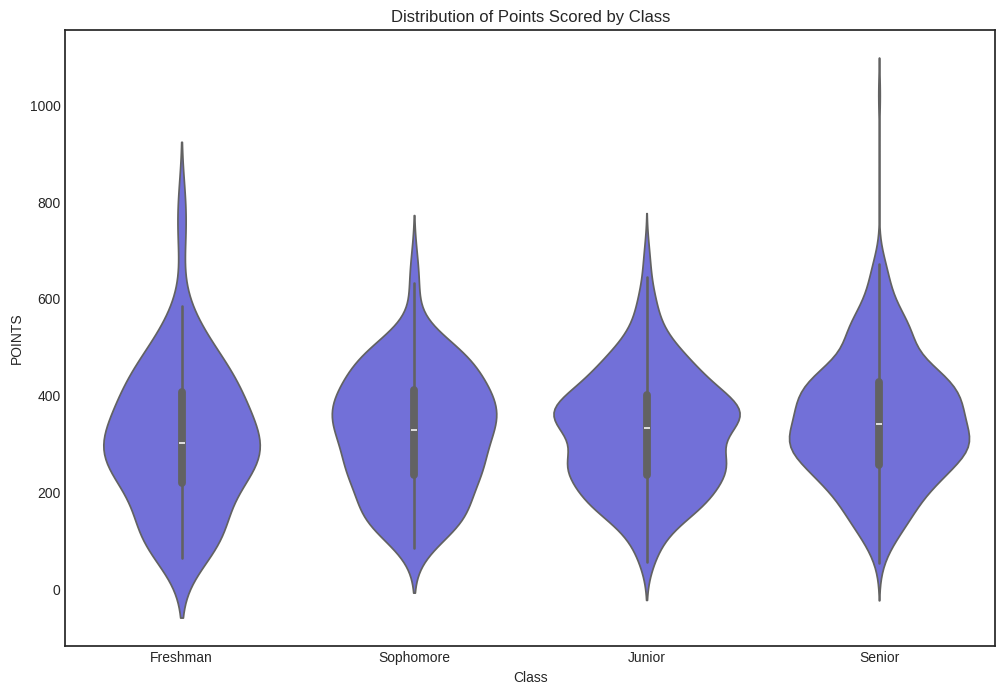 Distribution of Points Scored by Class
POINTS
1000
800
600
400
200
0
Freshman Sophomore Junior Senior
Class